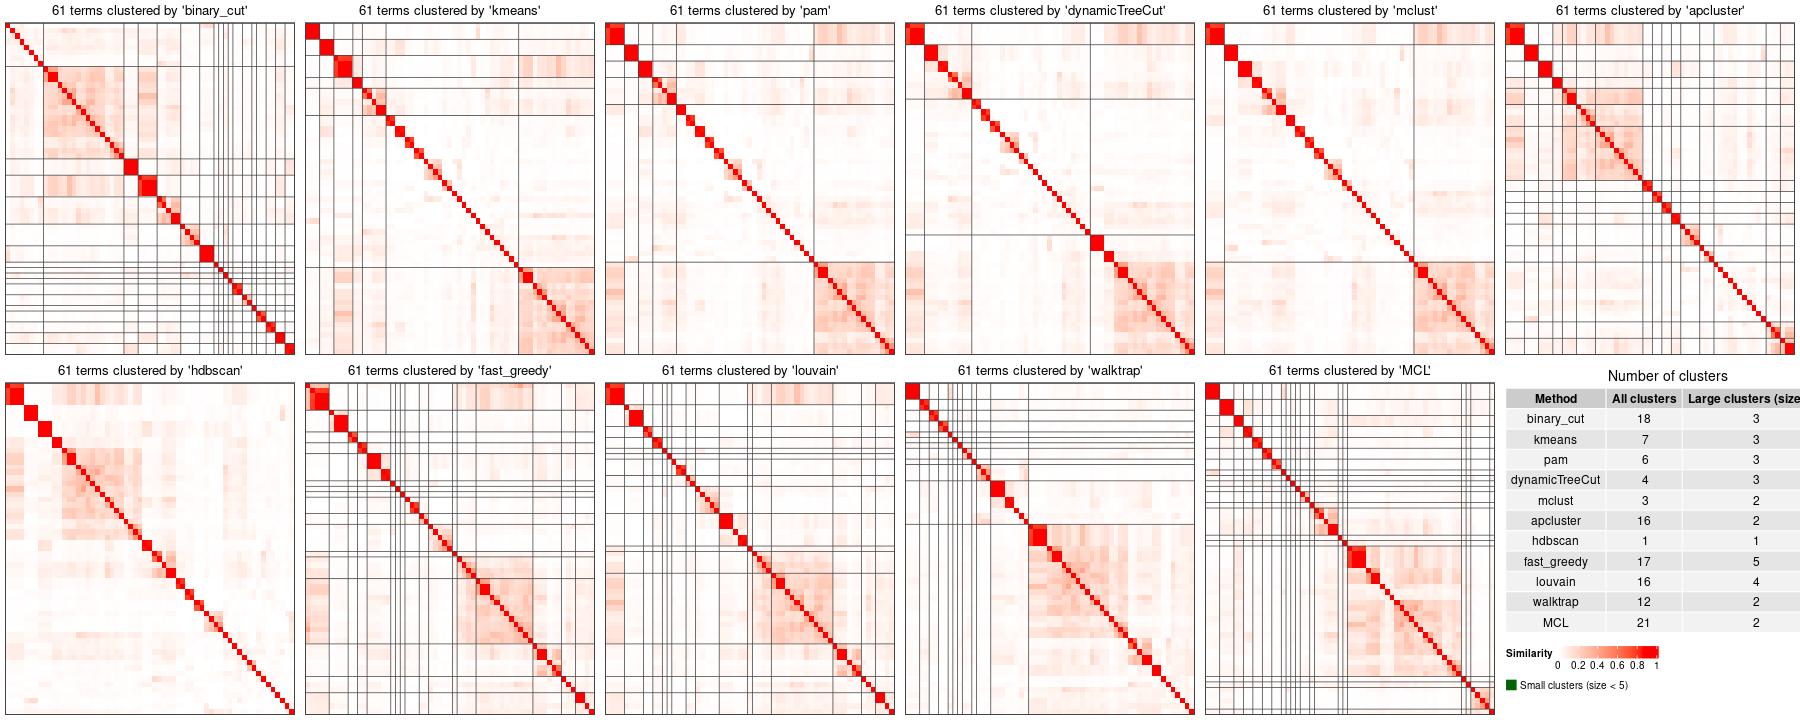 61 terms clustered by 'binary_cut'
61 terms clustered by 'kmeans'
61 terms clustered by 'pam'
61 terms clustered by 'dynamicTreeCut'
61 terms clustered by 'mclust'
61 terms clustered by 'apcluster'
61 terms clustered by 'hdbscan'
61 terms clustered by 'fast_greedy'
61 terms clustered by 'louvain'
61 terms clustered by 'walktrap'
61 terms clustered by 'MCL'
Number of clusters
Method All clusters Large clusters (size
binary_cut 18 3
kmeans 7 3
pam 6 3
dynamicTreeCut 4 3
mclust 3 2
apcluster 16 2
hdbscan 1 1
fast_greedy 17 5
louvain 16 4
walktrap 12 2
MCL 21 2
Similarity
0 0.2 0.4 0.6 0.8 1
Small clusters (size < 5)